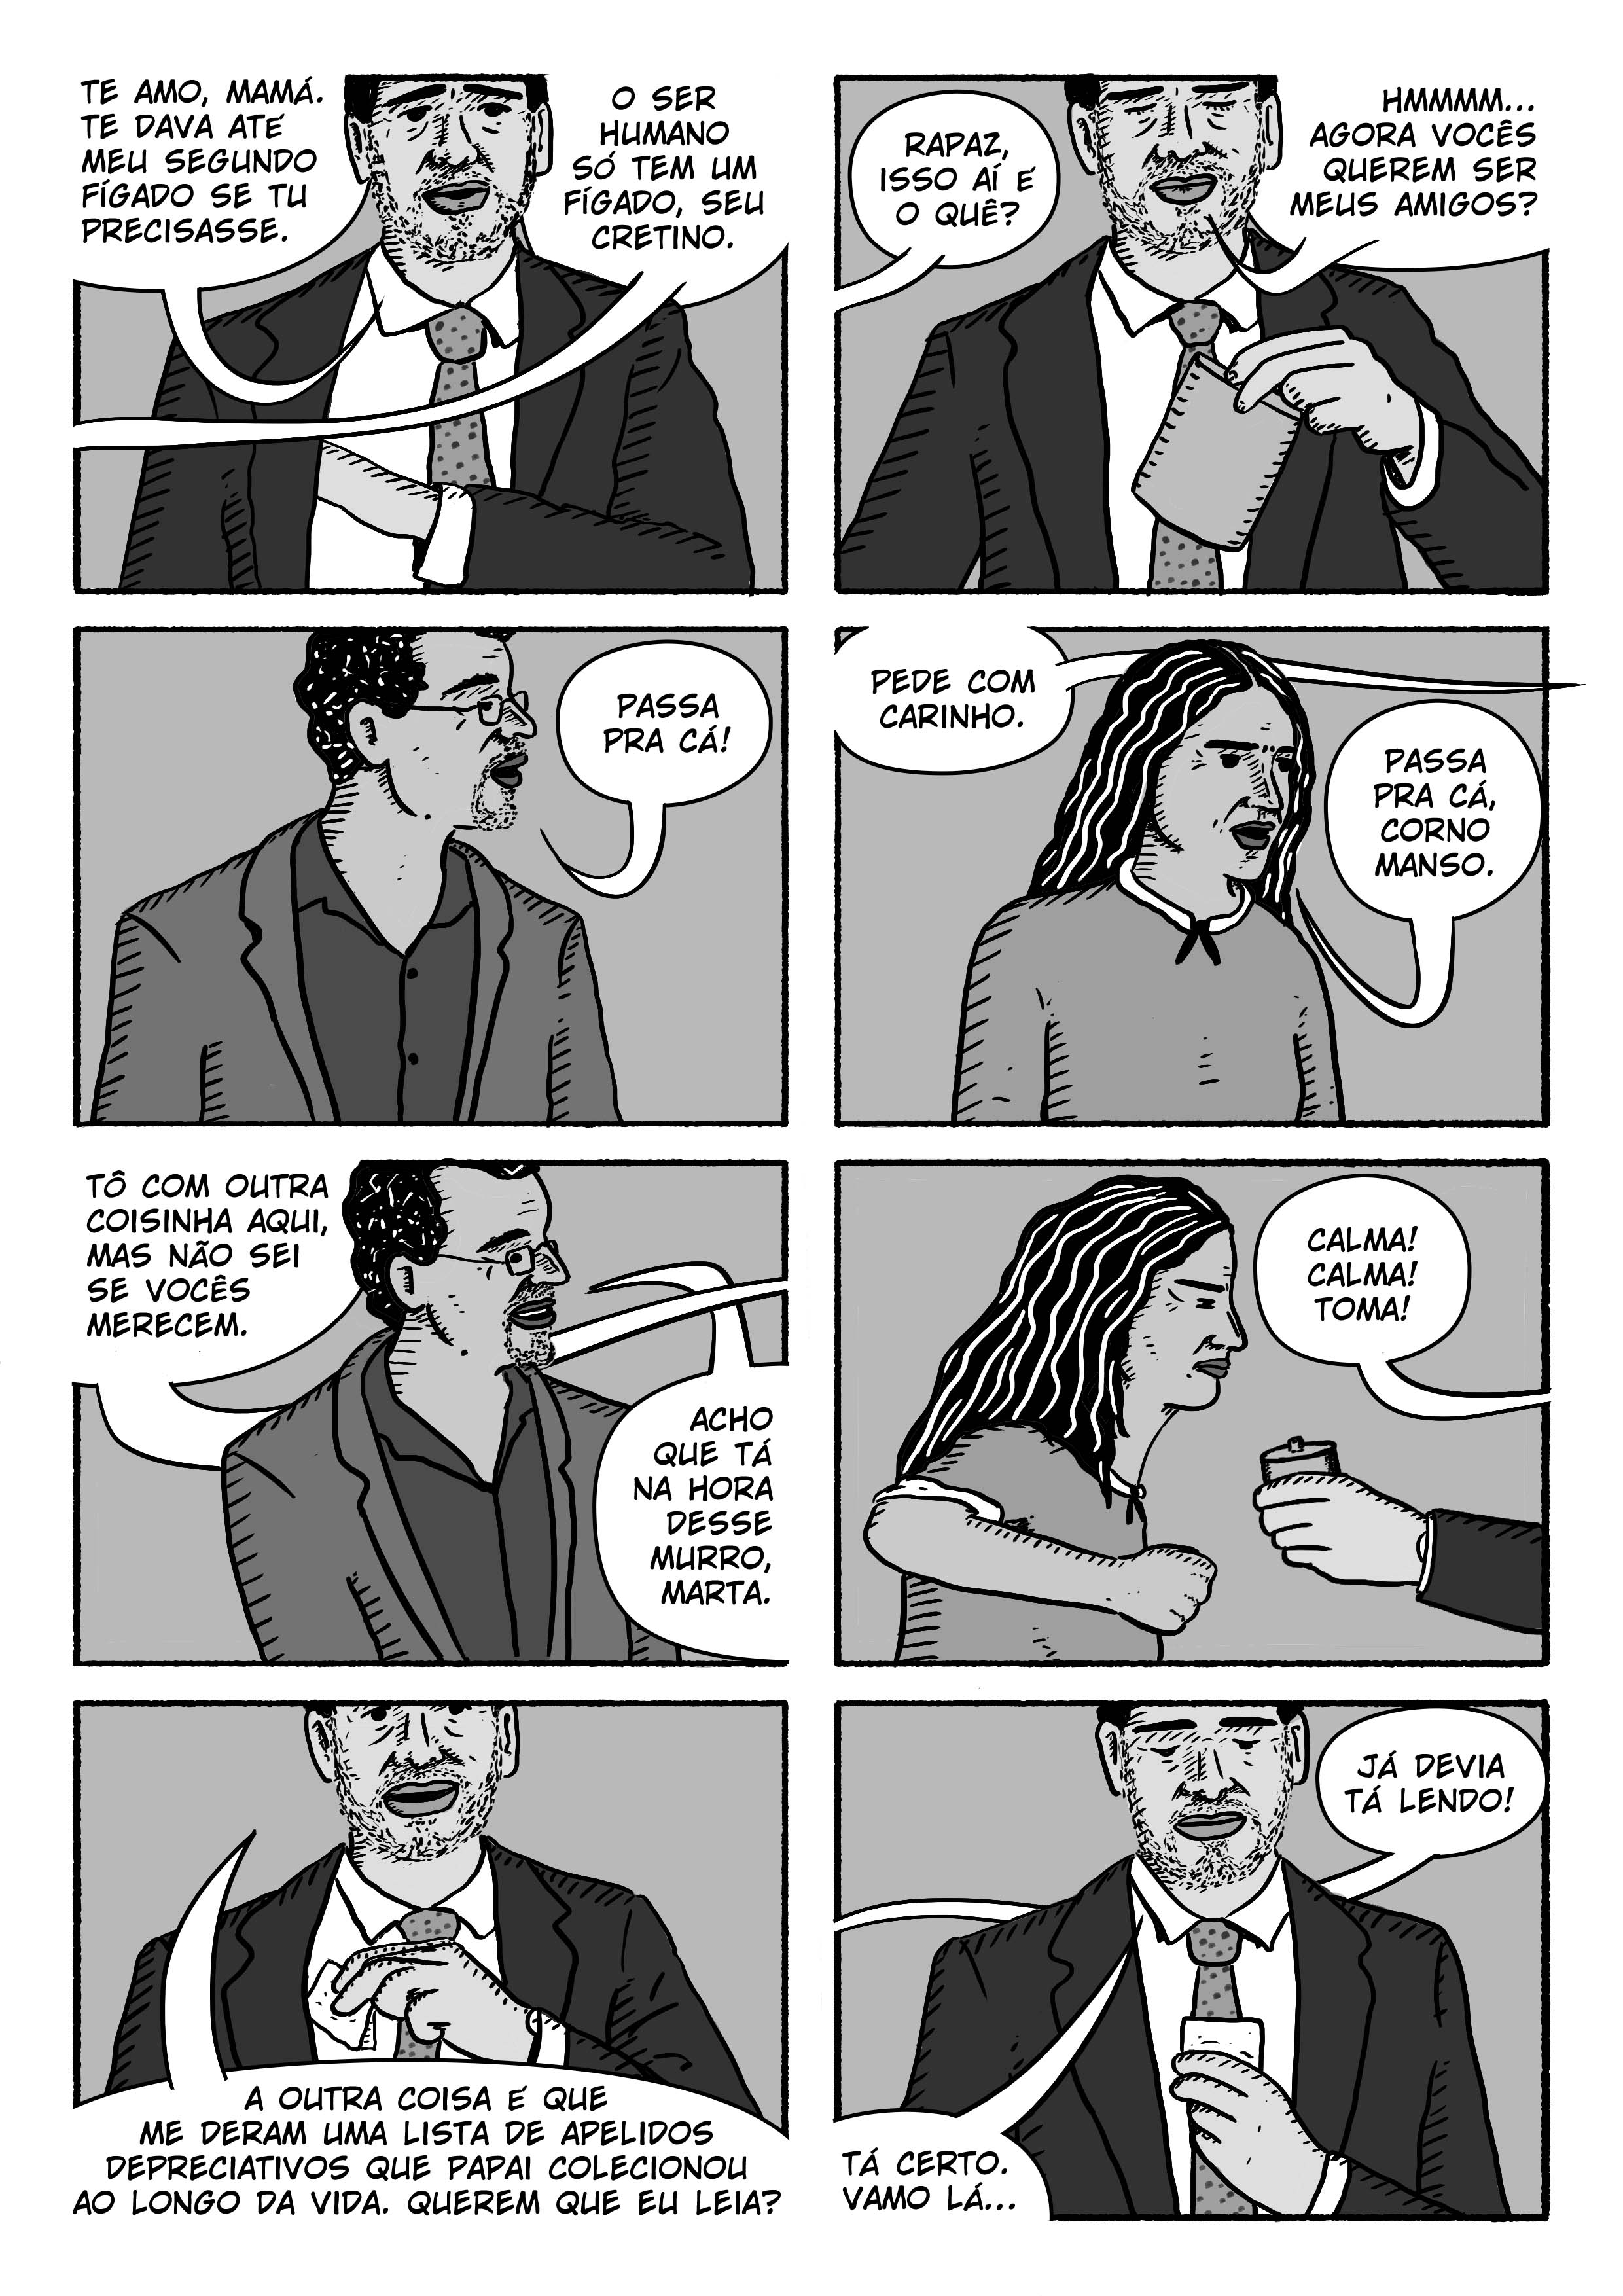 TE AMO, MAMÁ.
TE DAVA ATÉ
MEU SEGUNDO
FÍGADO SE TU
PRECISASSE.
O SER
HUMANO
SÓ TEM UM
FÍGADO, SEU
CRETINO.
RAPAZ,
ISSO AÍ É
O QUÊ?
HMMMM...
AGORA VOCÊS
QUEREM SER
MEUS AMIGOS?
PASSA
PRA CÁ!
PEDE COM
CARINHO.
PASSA
PRA CÁ,
CORNO
MANSO.
TÔ COM OUTRA
COISINHA AQUI,
MAS NÃO SEI
SE VOCÊS
MERECEM.
ACHO
QUE TÁ
NA HORA
DESSE
MURRO,
MARTA.
CALMA!
CALMA!
TOMA!
A OUTRA COISA É QUE
ME DERAM UMA LISTA DE APELIDOS
DEPRECIATIVOS QUE PAPAI COLECIONOU
AO LONGO DA VIDA. QUEREM QUE EU LEIA?
JÁ DEVIA
TÁ LENDO!
TÁ CERTO.
VAMO LÁ...